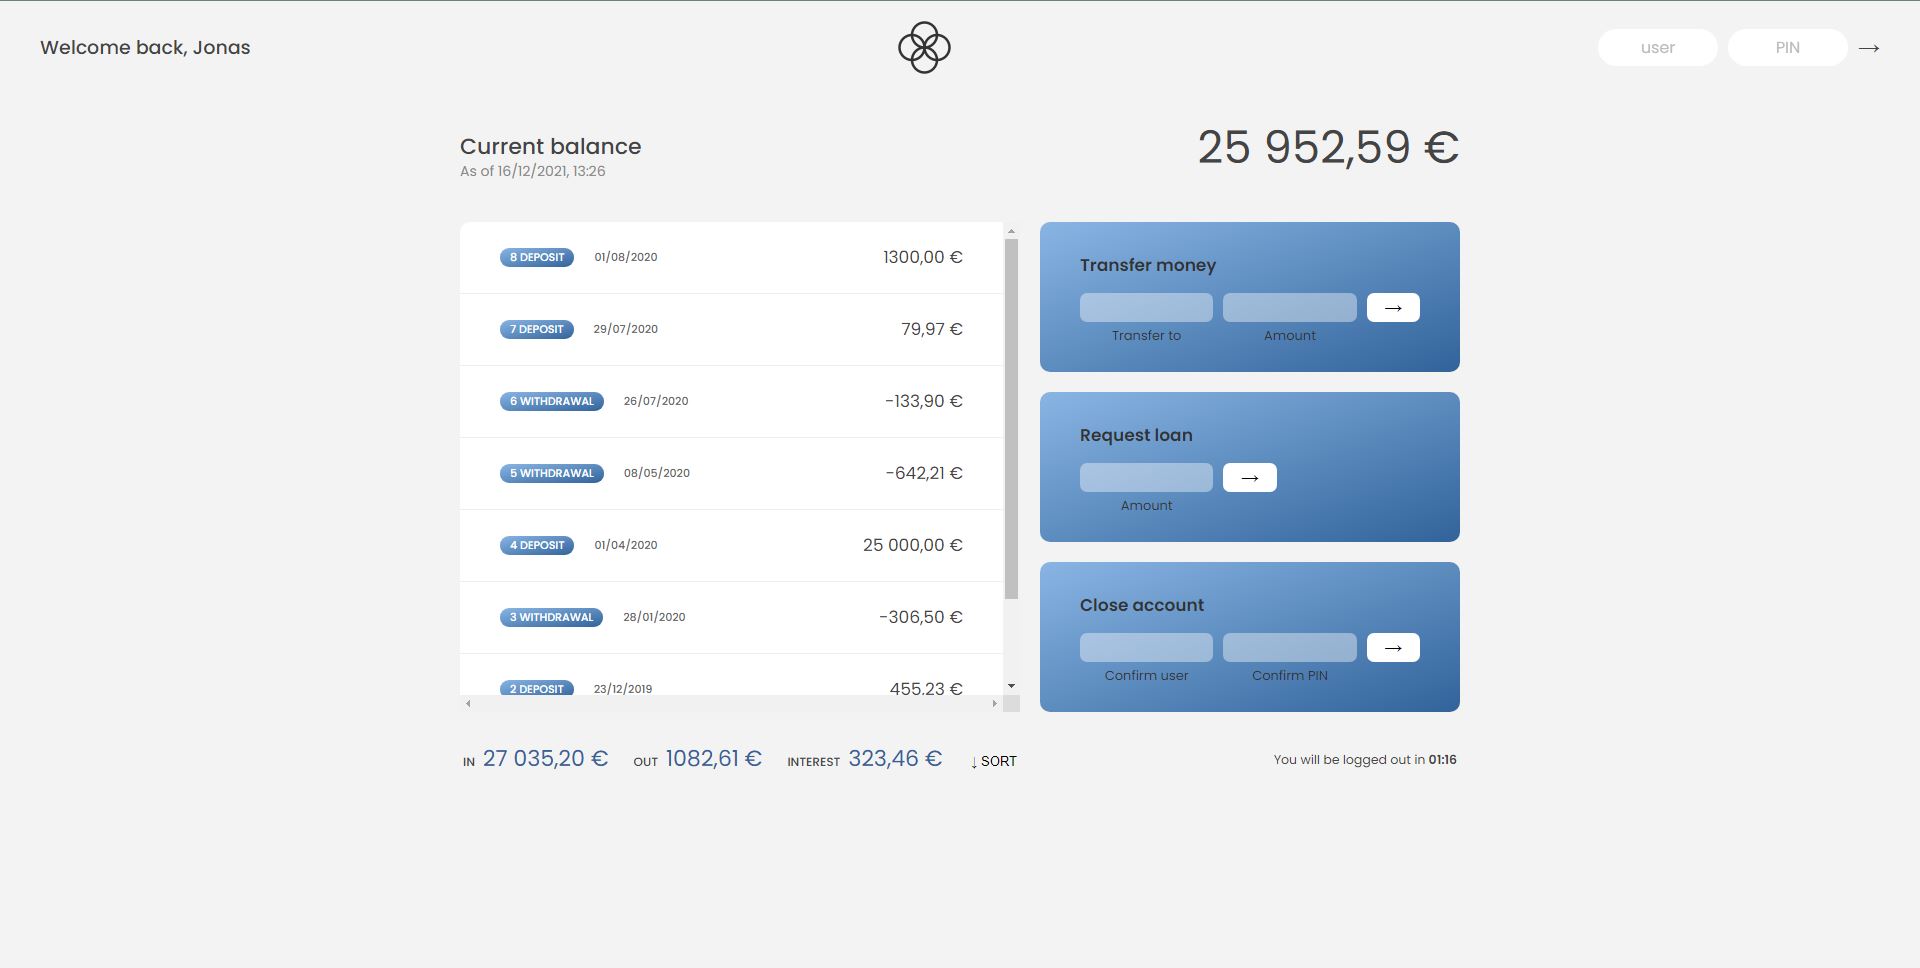 Welcome back, Jonas
user
PIN
→
Current balance
As of 16/12/2021, 13:26
25 952,59 €
8 DEPOSIT 01/08/2020 1300,00 €
7 DEPOSIT 29/07/2020 79,97 €
6 WITHDRAWAL 26/07/2020 -133,90 €
5 WITHDRAWAL 08/05/2020 -642,21 €
4 DEPOSIT 01/04/2020 25 000,00 €
3 WITHDRAWAL 28/01/2020 -306,50 €
2 DEPOSIT 23/12/2019 455,23 €
Transfer money
→
Transfer to Amount
Request loan
→
Amount
Close account
→
Confirm user Confirm PIN
IN 27 035,20 € OUT 1082,61 € INTEREST 323,46 € ↓ SORT
You will be logged out in 01:16